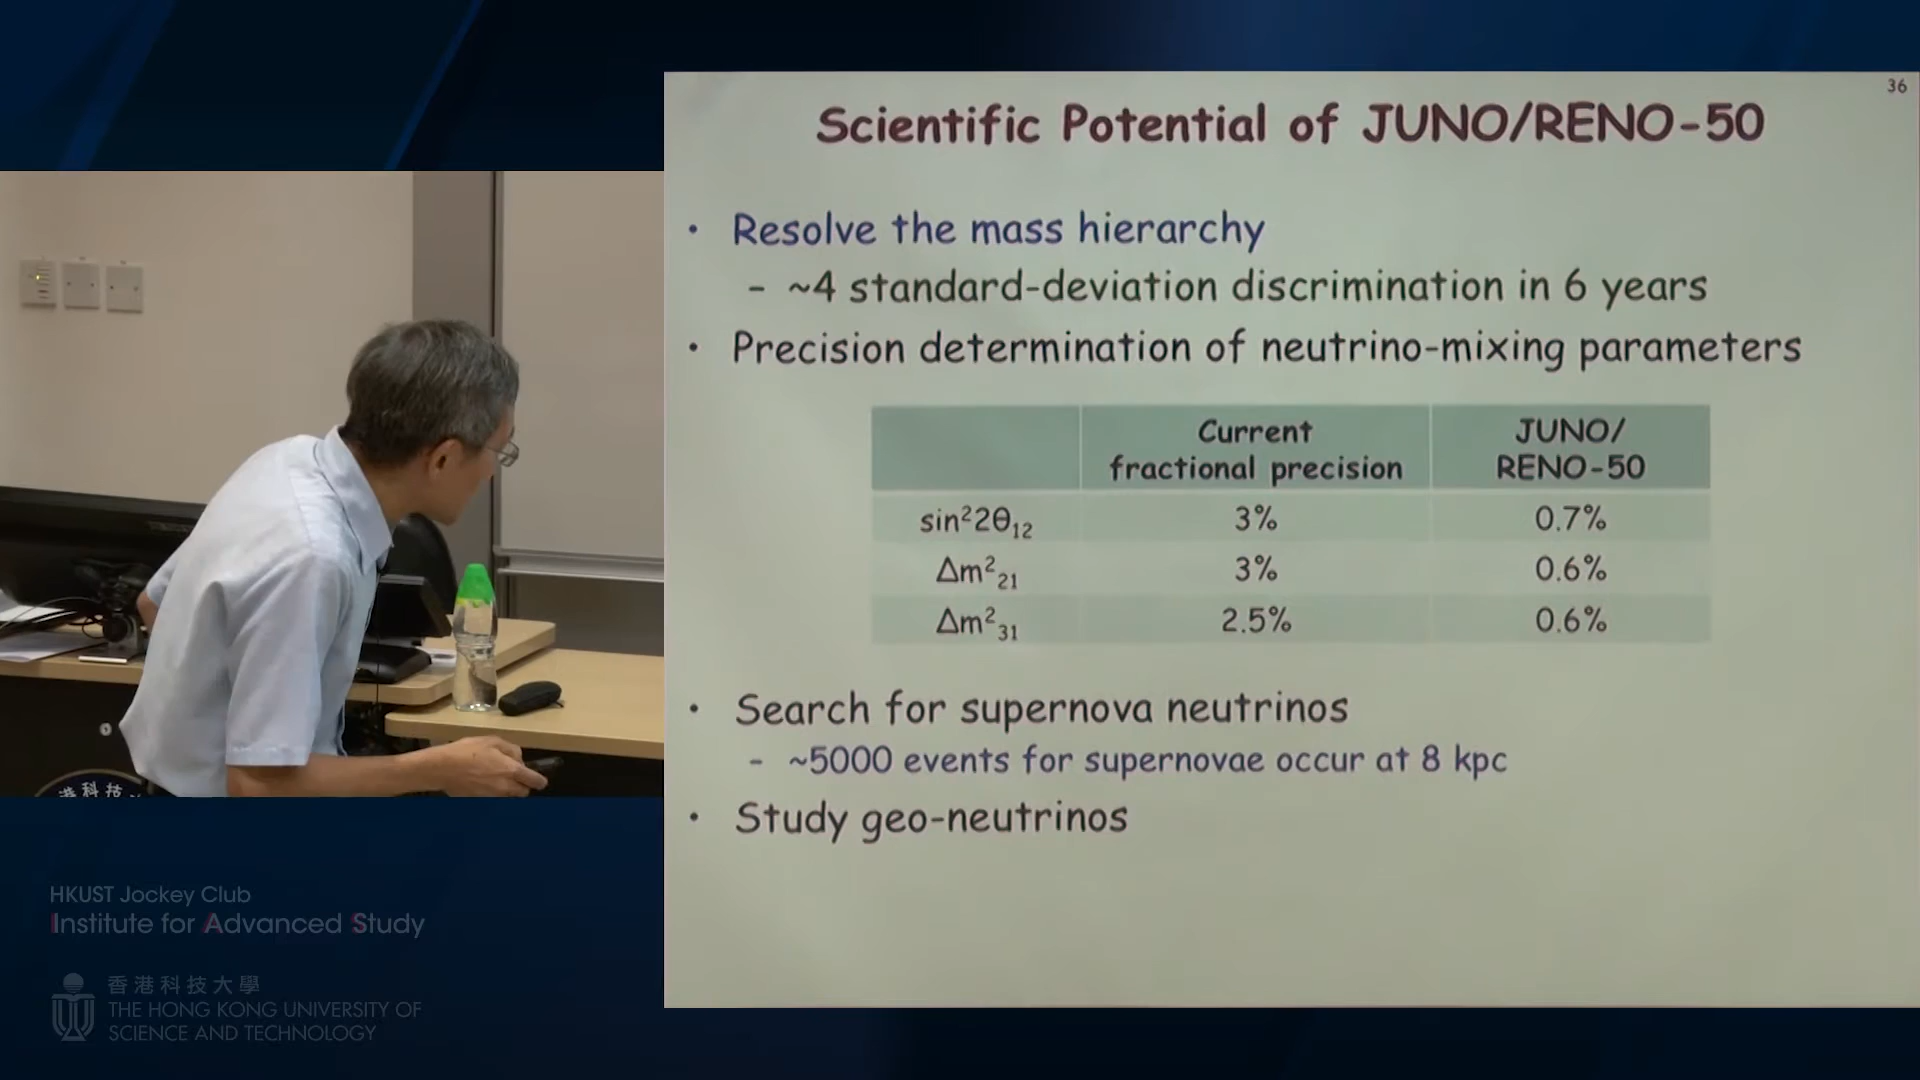 36
Scientific Potential of JUNO/RENO-50
• Resolve the mass hierarchy
- ~4 standard-deviation discrimination in 6 years
• Precision determination of neutrino-mixing parameters
Current fractional precision JUNO/ RENO-50
sin²2θ₁₂ 3% 0.7%
Δm²₂₁ 3% 0.6%
Δm²₃₁ 2.5% 0.6%
• Search for supernova neutrinos
- ~5000 events for supernovae occur at 8 kpc
• Study geo-neutrinos
港科技
HKUST Jockey Club
Institute for Advanced Study
香港科技大學
THE HONG KONG UNIVERSITY OF
SCIENCE AND TECHNOLOGY